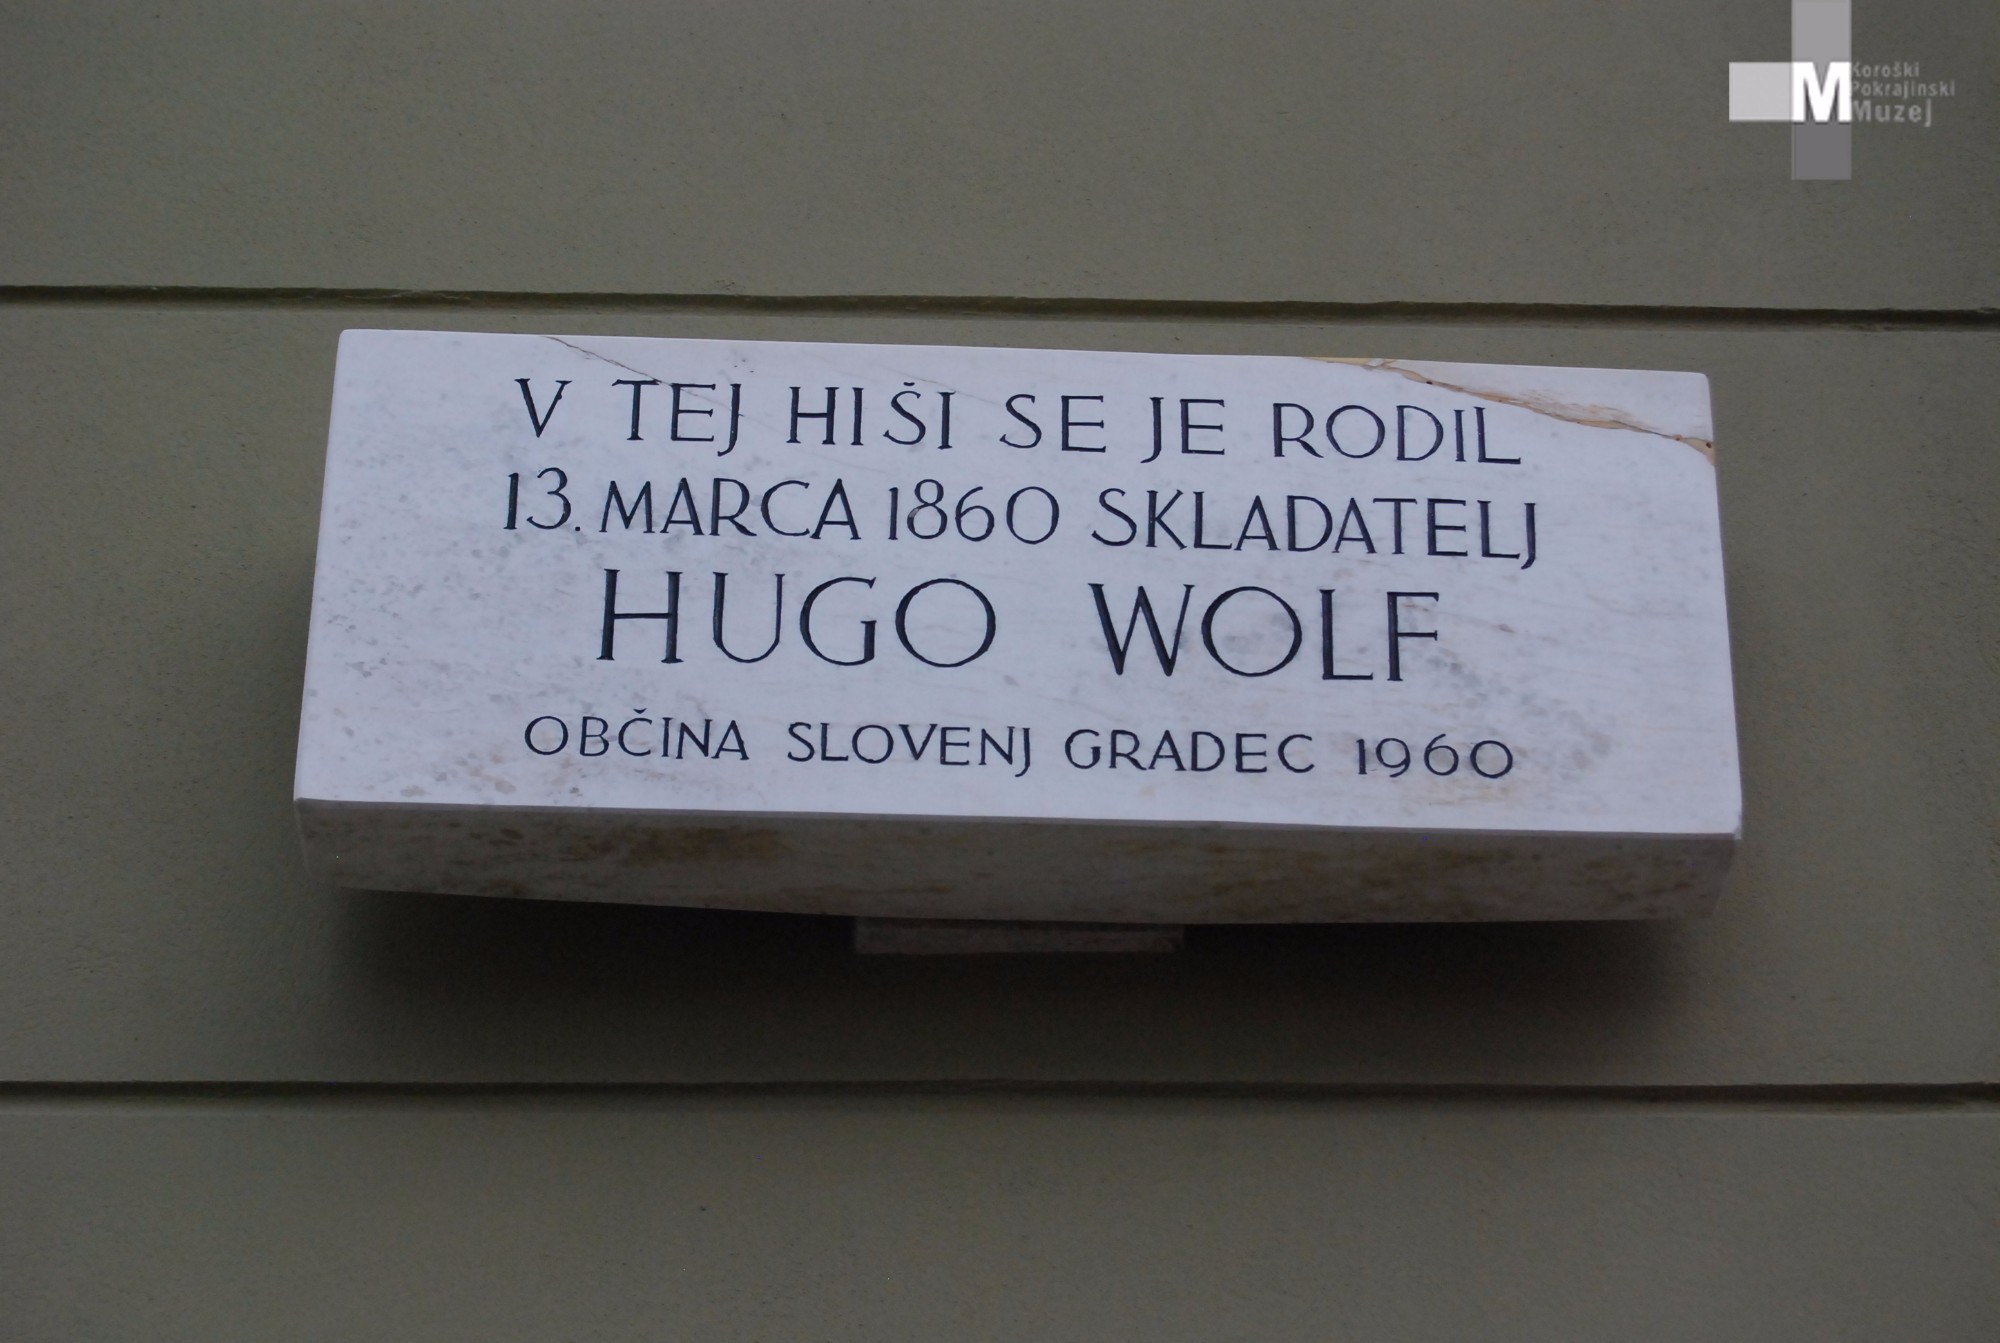 Koroški
Pokrajinski
Muzej
M
V TEJ HIŠI SE JE RODIL
13. MARCA 1860 SKLADATELJ
HUGO WOLF
OBČINA SLOVENJ GRADEC 1960